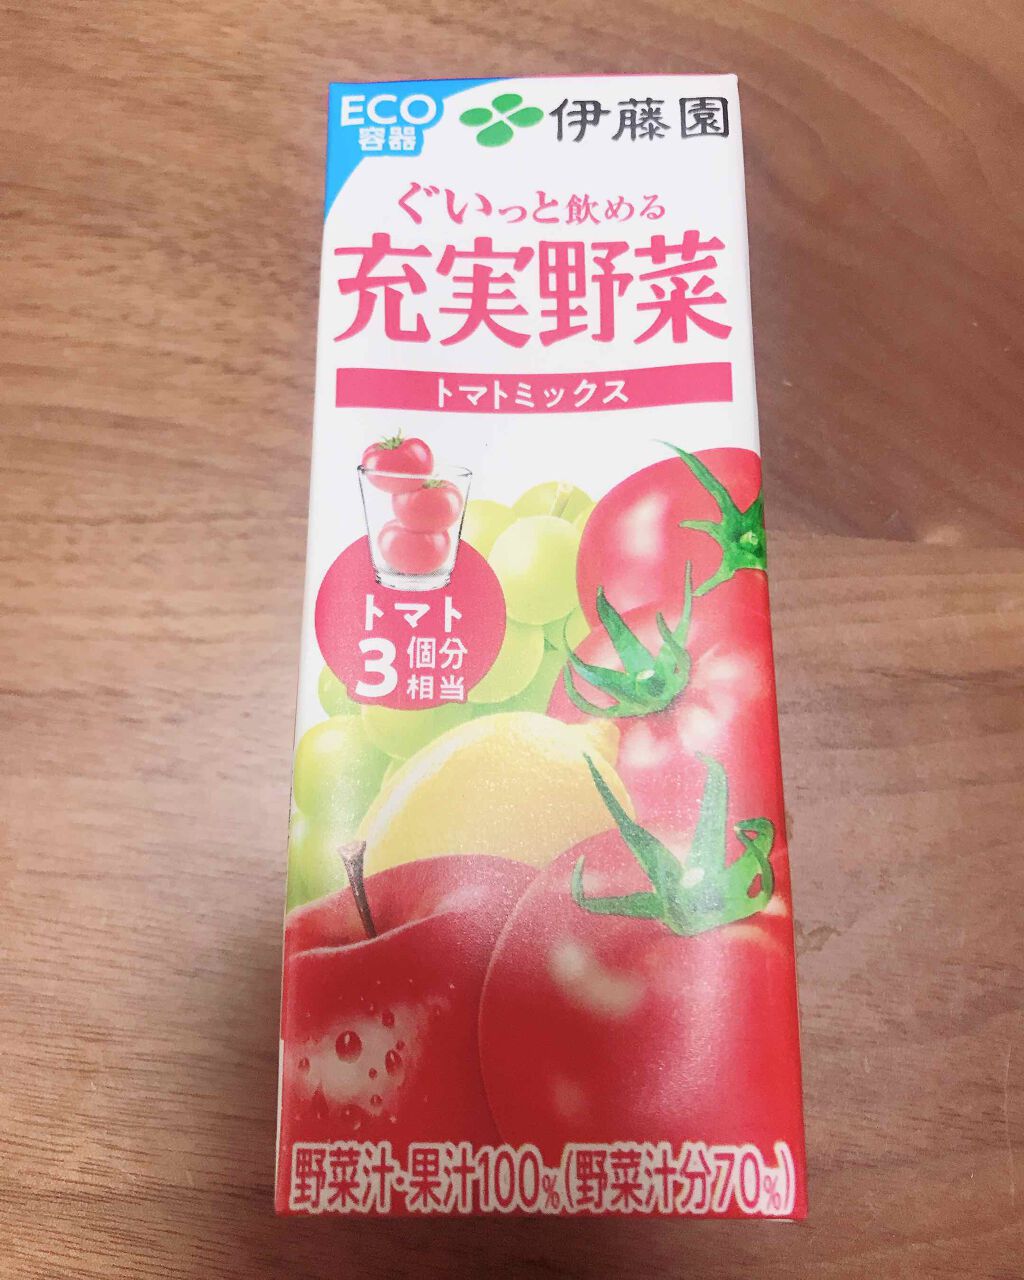 ECO
容器
伊藤園
ぐいっと飲める
充実野菜
トマトミックス
トマト
3個分
相当
野菜汁・果汁100%(野菜汁分70%)